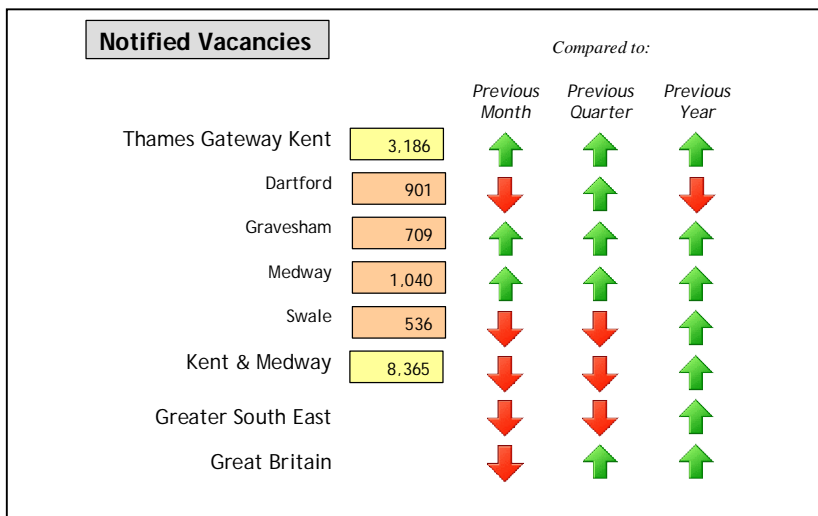 Notified Vacancies
Compared to:
Previous Month
Previous Quarter
Previous Year
Thames Gateway Kent 3,186
Dartford 901
Gravesham 709
Medway 1,040
Swale 536
Kent & Medway 8,365
Greater South East
Great Britain